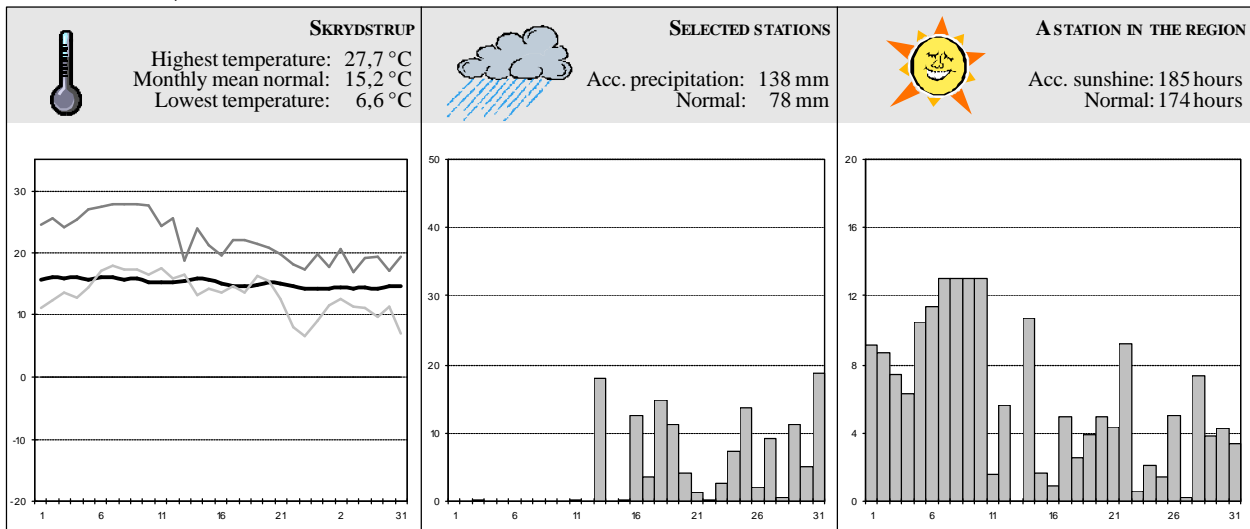 SKRYDSTRUP
Highest temperature: 27,7 °C
Monthly mean normal: 15,2 °C
Lowest temperature: 6,6 °C
SELECTED STATIONS
Acc. precipitation: 138 mm
Normal: 78 mm
A STATION IN THE REGION
Acc. sunshine: 185 hours
Normal: 174 hours
30
20
10
0
-10
-20
1 6 11 16 21 2 31
50
40
30
20
10
0
1 6 11 16 21 26 31
20
16
12
8
4
0
1 6 11 16 21 26 31